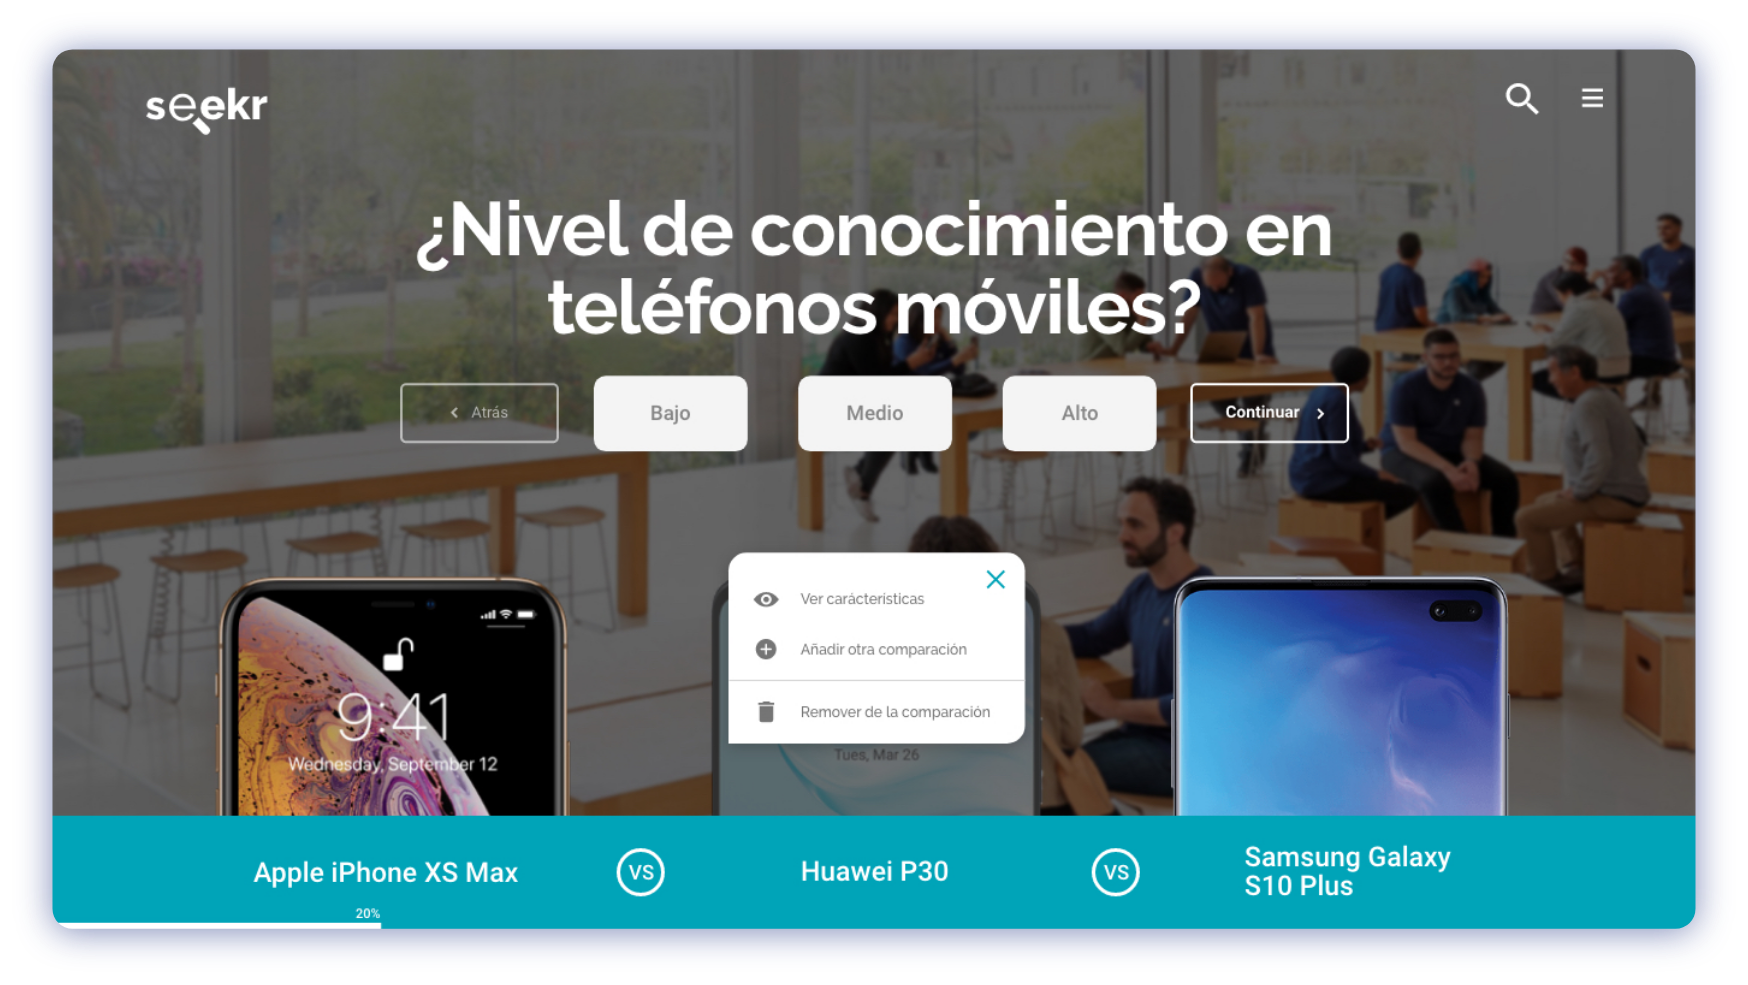 seekr
¿Nivel de conocimiento en
teléfonos móviles?
Atrás
Bajo
Medio
Alto
Continuar
Ver carácteristicas
Añadir otra comparación
Remover de la comparación
9:41
Wednesday, September 12
Tues, Mar 26
Apple iPhone XS Max
VS
Huawei P30
VS
Samsung Galaxy
S10 Plus
20%